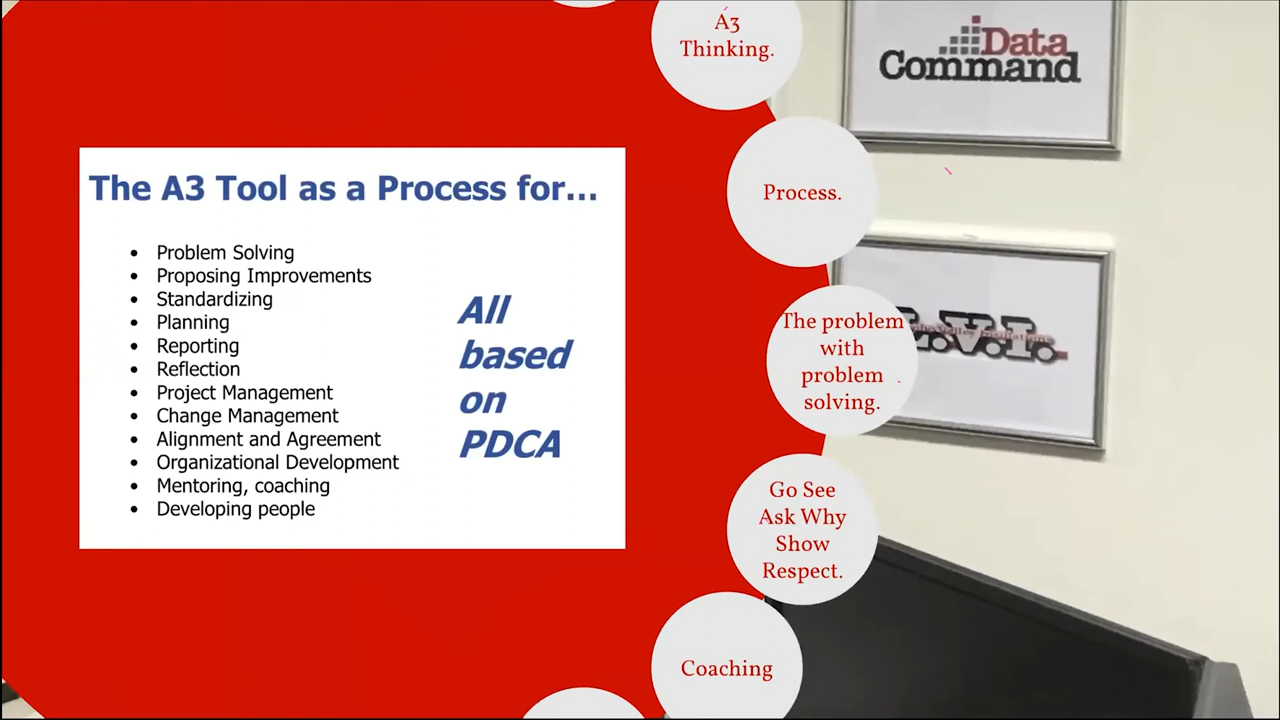 The A3 Tool as a Process for...
• Problem Solving
• Proposing Improvements
• Standardizing
• Planning
• Reporting
• Reflection
• Project Management
• Change Management
• Alignment and Agreement
• Organizational Development
• Mentoring, coaching
• Developing people
All
based
on
PDCA
A3
Thinking.
Process.
The problem
with
problem
solving.
Go See
Ask Why
Show
Respect.
Coaching
Data
Command
L.V.I.